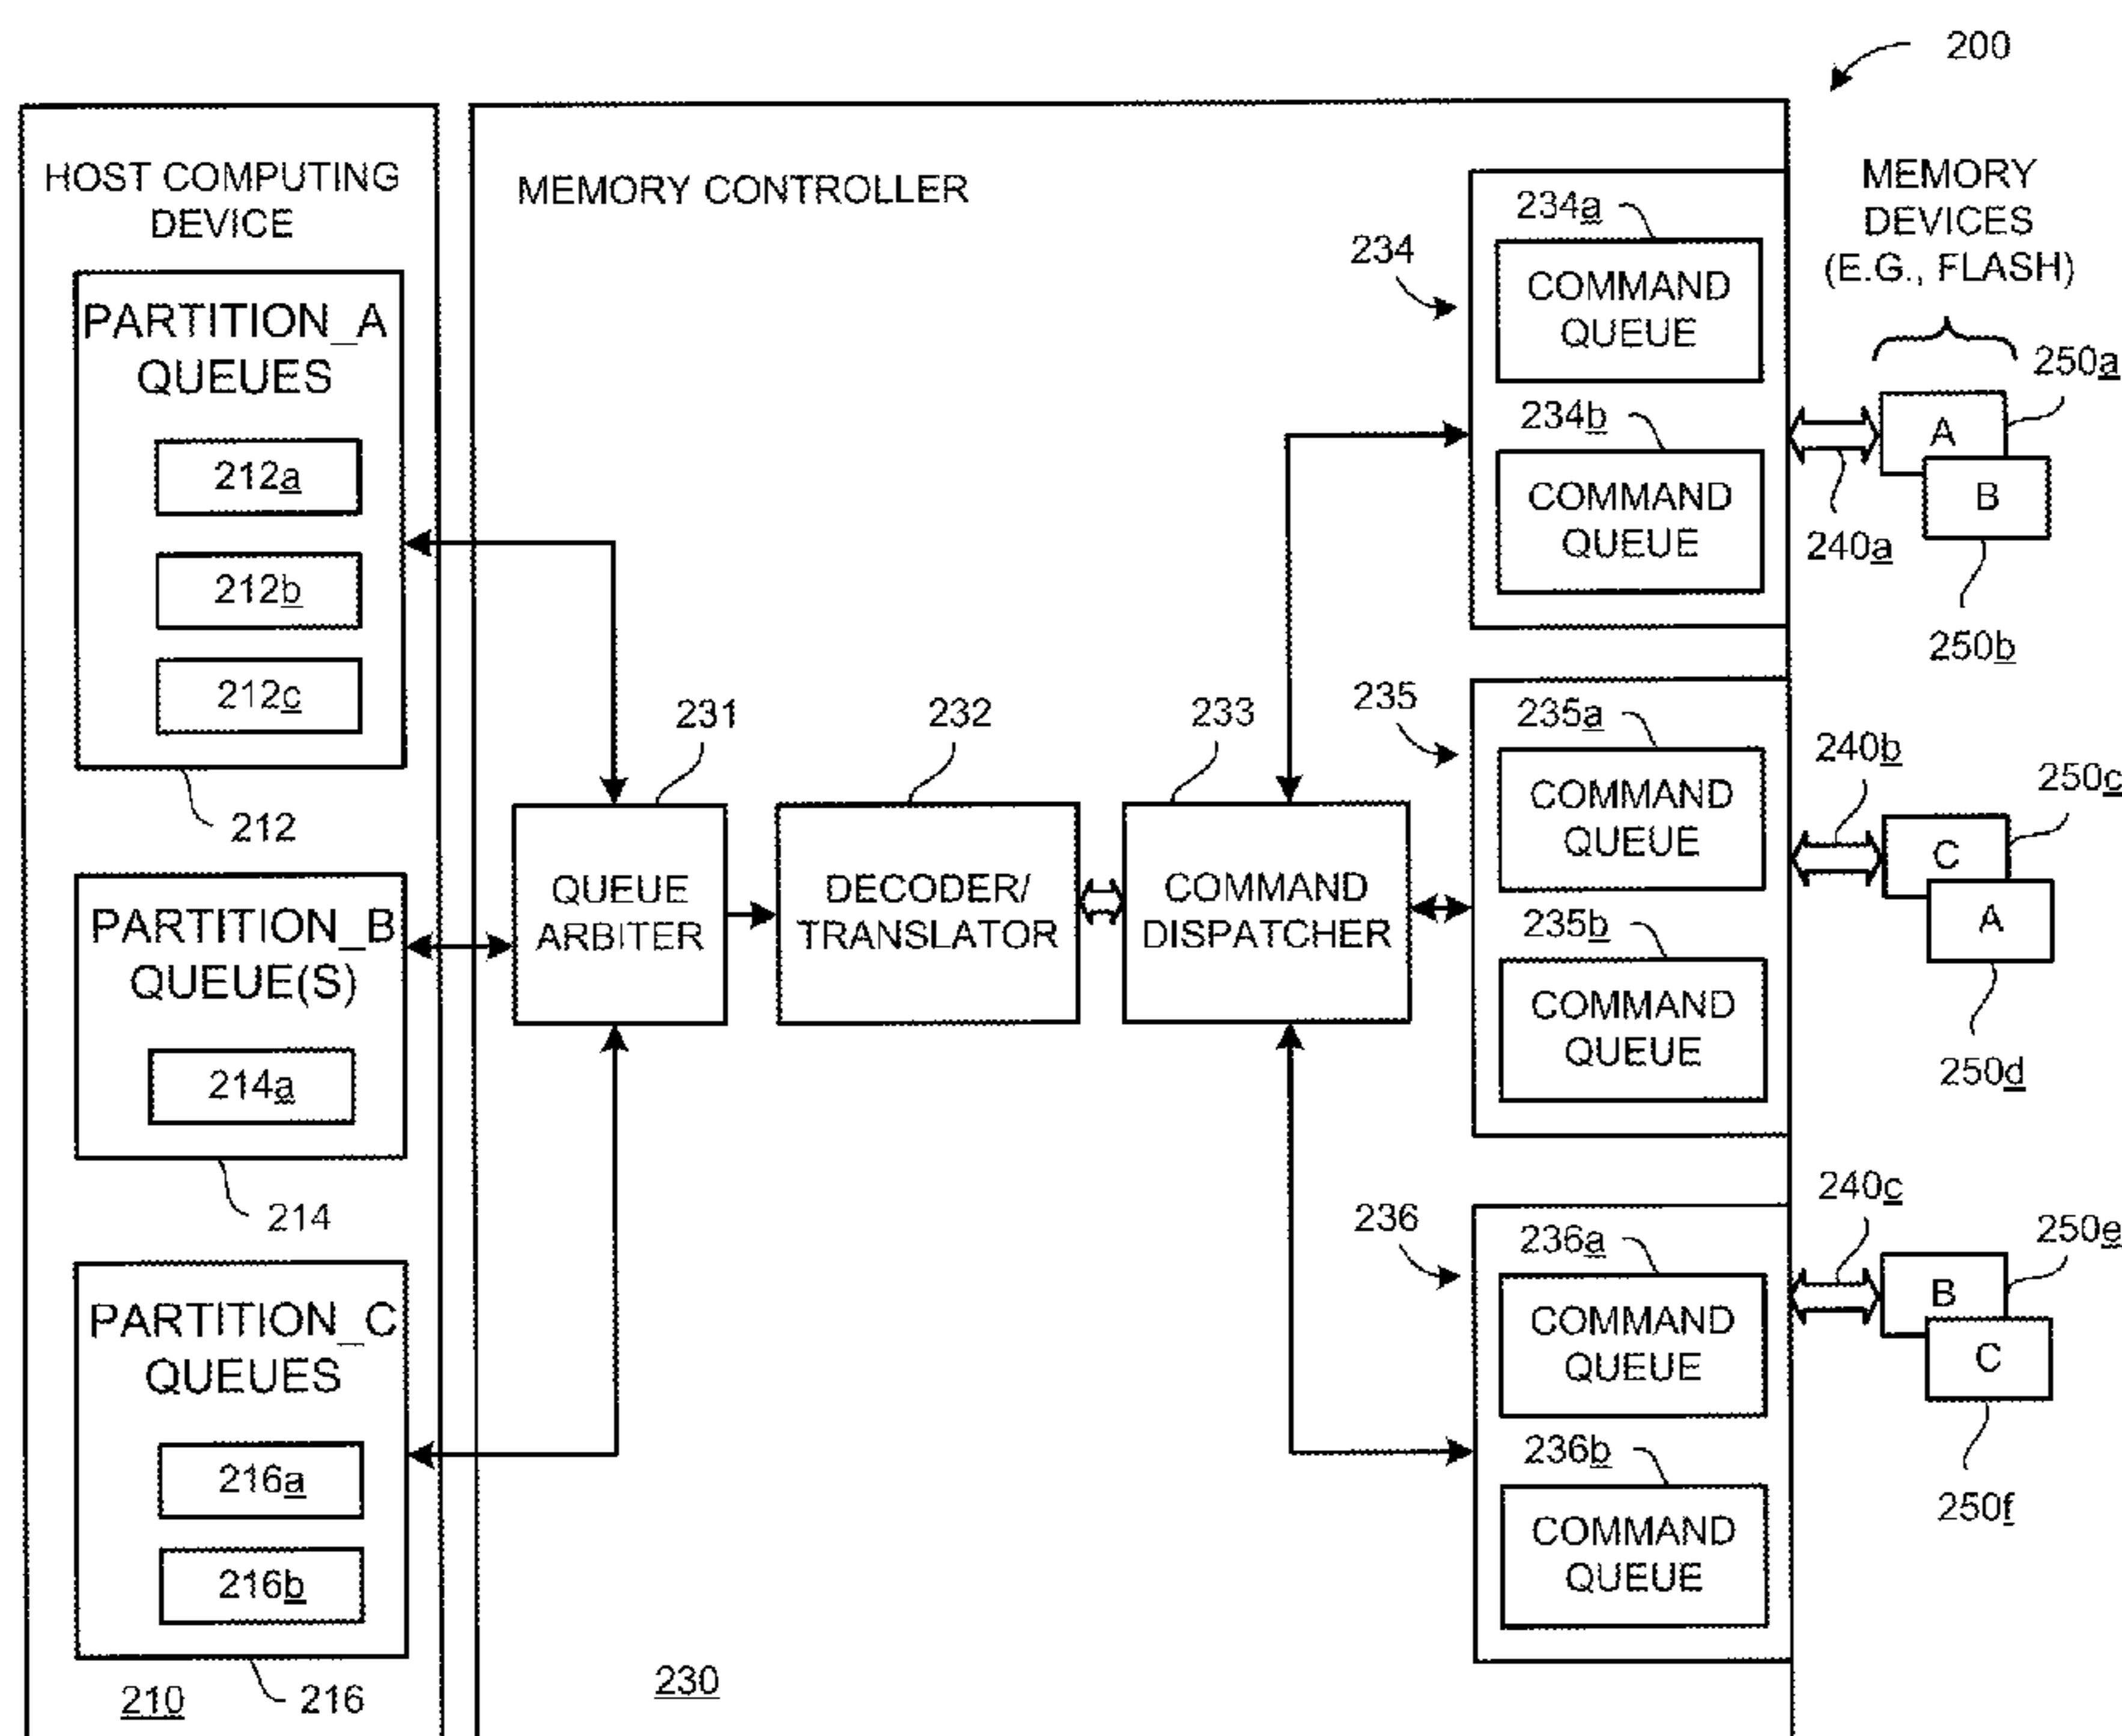 200
HOST COMPUTING
DEVICE
PARTITION_A
QUEUES
212a
212b
212c
212
PARTITION_B
QUEUE(S)
214a
214
PARTITION_C
QUEUES
216a
216b
216
210
MEMORY CONTROLLER
231
QUEUE
ARBITER
232
DECODER/
TRANSLATOR
233
COMMAND
DISPATCHER
230
234
234a
COMMAND
QUEUE
234b
COMMAND
QUEUE
235
235a
COMMAND
QUEUE
235b
COMMAND
QUEUE
236
236a
COMMAND
QUEUE
236b
COMMAND
QUEUE
MEMORY
DEVICES
(E.G., FLASH)
250a
A
B
240a
250b
240b
250c
C
A
250d
240c
250e
B
C
250f